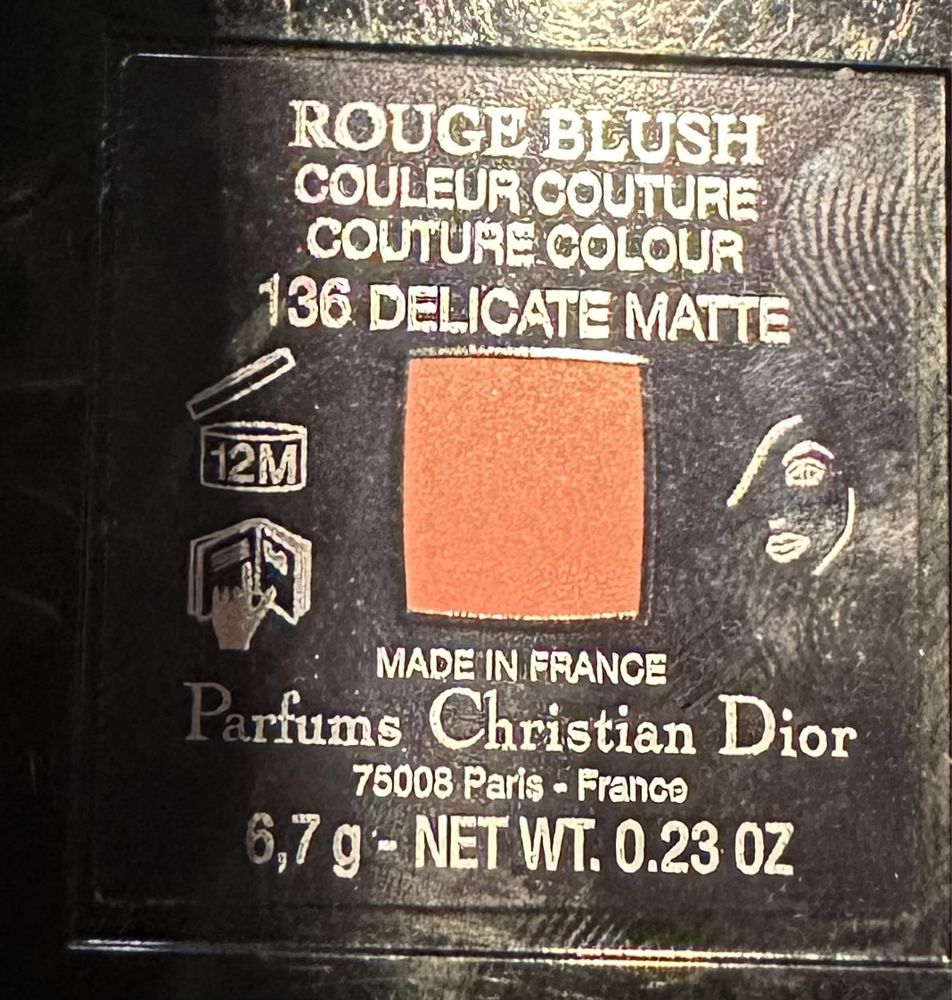 ROUGE BLUSH
COULEUR COUTURE
COUTURE COLOUR
136 DELICATE MATTE
12M
MADE IN FRANCE
Parfums Christian Dior
75008 Paris - France
6,7 g - NET WT. 0.23 OZ